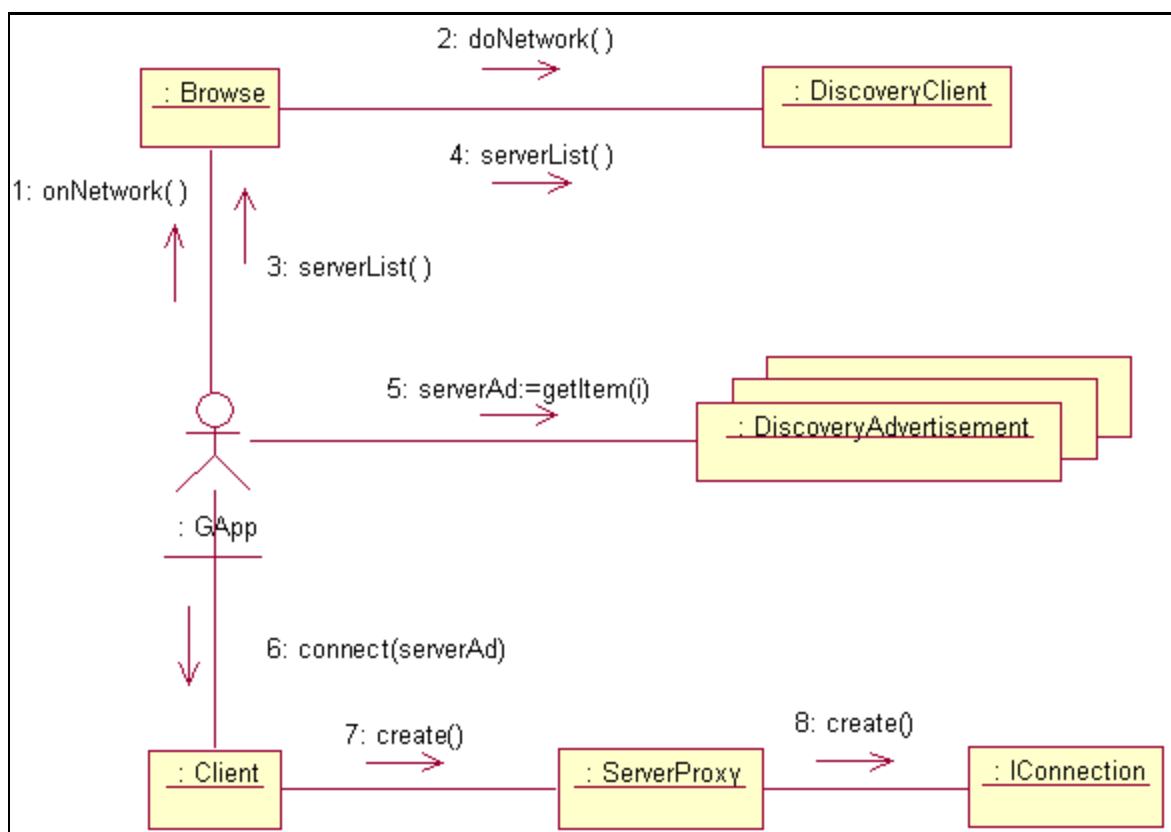 2: doNetwork( )
: Browse
: DiscoveryClient
4: serverList( )
1: onNetwork( )
3: serverList( )
5: serverAd:=getItem(i)
: DiscoveryAdvertisement
: GApp
6: connect(serverAd)
7: create()
8: create()
: Client
: ServerProxy
: IConnection